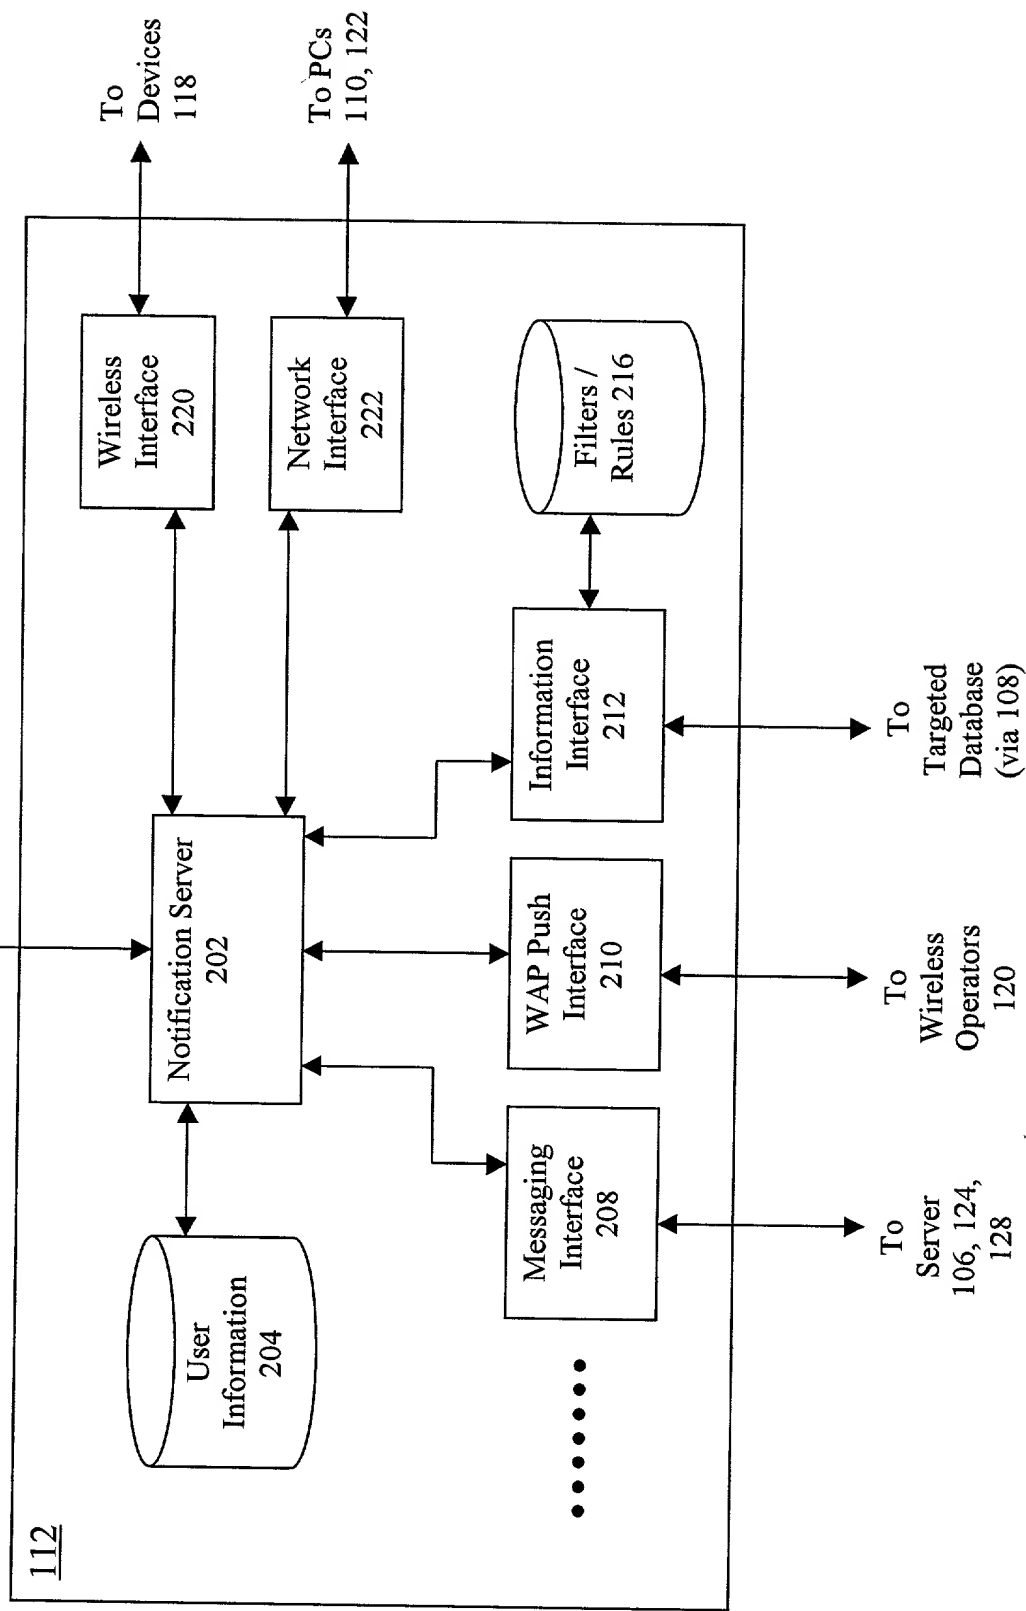 112
User
Information
204
Notification Server
202
Wireless
Interface
220
To
Devices
118
Network
Interface
222
To PCs
110, 122
Messaging
Interface
208
WAP Push
Interface
210
Information
Interface
212
Filters /
Rules 216
To
Server
106, 124,
128
To
Wireless
Operators
120
To
Targeted
Database
(via 108)